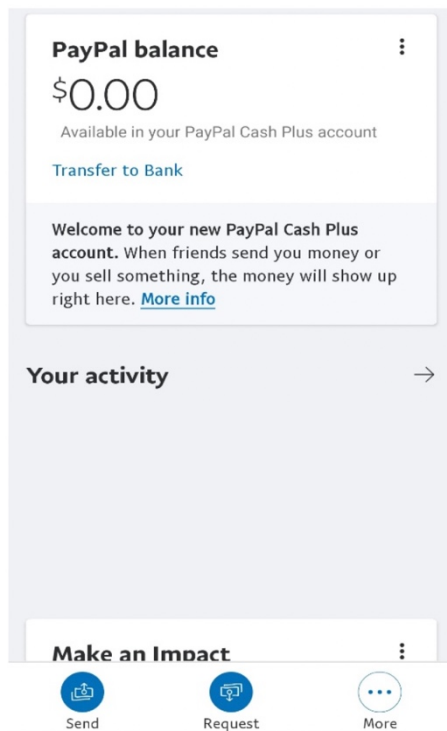 PayPal balance
$0.00
Available in your PayPal Cash Plus account
Transfer to Bank
Welcome to your new PayPal Cash Plus
account. When friends send you money or
you sell something, the money will show up
right here. More info
Your activity
Make an Impact
Send
Request
More